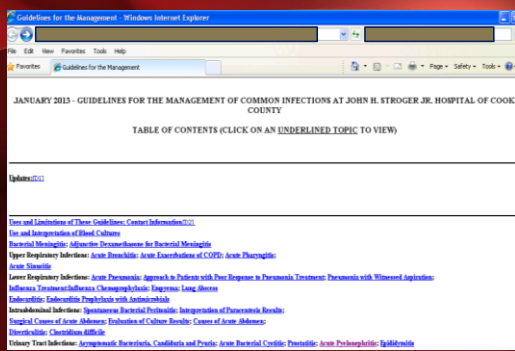 Guidelines for the Management - Windows Internet Explorer
File Edit View Favorites Tools Help
Favorites Guidelines for the Management Page Safety Tools
JANUARY 2013 - GUIDELINES FOR THE MANAGEMENT OF COMMON INFECTIONS AT JOHN H. STROGER JR. HOSPITAL OF COOK
COUNTY
TABLE OF CONTENTS (CLICK ON AN UNDERLINED TOPIC TO VIEW)
Updates:[D1]
Uses and Limitations of These Guidelines; Contact Information[D2]
Use and Interpretation of Blood Cultures
Bacterial Meningitis; Adjunctive Dexamethasone for Bacterial Meningitis
Upper Respiratory Infections: Acute Bronchitis; Acute Exacerbations of COPD; Acute Pharyngitis;
Acute Sinusitis
Lower Respiratory Infections: Acute Pneumonia; Approach to Patients with Poor Response to Pneumonia Treatment; Pneumonia with Witnessed Aspiration;
Influenza Treatment/Influenza Chemoprophylaxis; Empyema; Lung Abscess
Endocarditis; Endocarditis Prophylaxis with Antimicrobials
Intraabdominal Infections: Spontaneous Bacterial Peritonitis; Interpretation of Paracentesis Results;
Surgical Causes of Acute Abdomen; Evaluation of Culture Results; Causes of Acute Abdomen;
Diverticulitis; Clostridium difficile
Urinary Tract Infections: Asymptomatic Bacteriuria, Candiduria and Pyuria; Acute Bacterial Cystitis; Prostatitis; Acute Pyelonephritis; Epididymitis